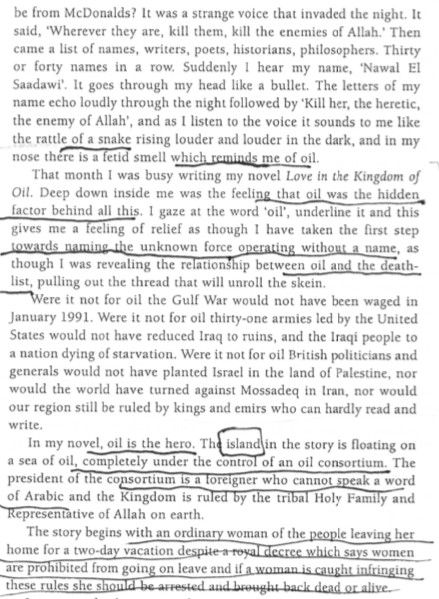 be from McDonalds? It was a strange voice that invaded the night. It
said, ‘Wherever they are, kill them, kill the enemies of Allah.’ Then
came a list of names, writers, poets, historians, philosophers. Thirty
or forty names in a row. Suddenly I hear my name, ‘Nawal El
Saadawi’. It goes through my head like a bullet. The letters of my
name echo loudly through the night followed by ‘Kill her, the heretic,
the enemy of Allah’, and as I listen to the voice it sounds to me like
the rattle of a snake rising louder and louder in the dark, and in my
nose there is a fetid smell which reminds me of oil.
That month I was busy writing my novel Love in the Kingdom of
Oil. Deep down inside me was the feeling that oil was the hidden
factor behind all this. I gaze at the word ‘oil’, underline it and this
gives me a feeling of relief as though I have taken the first step
towards naming the unknown force operating without a name, as
though I was revealing the relationship between oil and the death-
list, pulling out the thread that will unroll the skein.
Were it not for oil the Gulf War would not have been waged in
January 1991. Were it not for oil thirty-one armies led by the United
States would not have reduced Iraq to ruins, and the Iraqi people to
a nation dying of starvation. Were it not for oil British politicians and
generals would not have planted Israel in the land of Palestine, nor
would the world have turned against Mossadeq in Iran, nor would
our region still be ruled by kings and emirs who can hardly read and
write.
In my novel, oil is the hero. The island in the story is floating on
a sea of oil, completely under the control of an oil consortium. The
president of the consortium is a foreigner who cannot speak a word
of Arabic and the Kingdom is ruled by the tribal Holy Family and
Representative of Allah on earth.
The story begins with an ordinary woman of the people leaving her
home for a two-day vacation despite a royal decree which says women
are prohibited from going on leave and if a woman is caught infringing
these rules she should be arrested and brought back dead or alive.